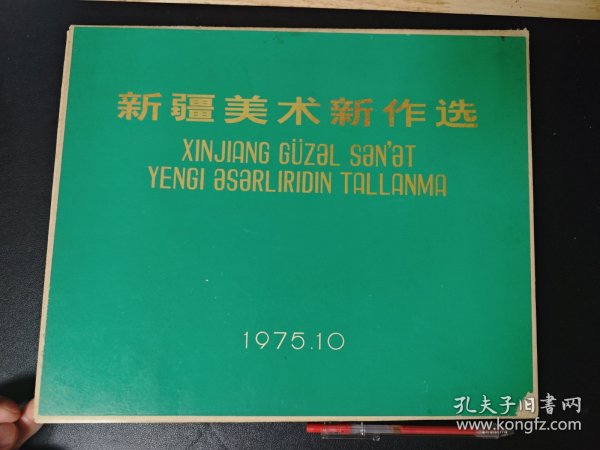 新疆美术新作选
XINJIANG GÜZƏL SƏN'ƏT
YENGI ƏSƏRLIRIDIN TALLANMA
1975.10
孔夫子旧书网
www.kongfz.com